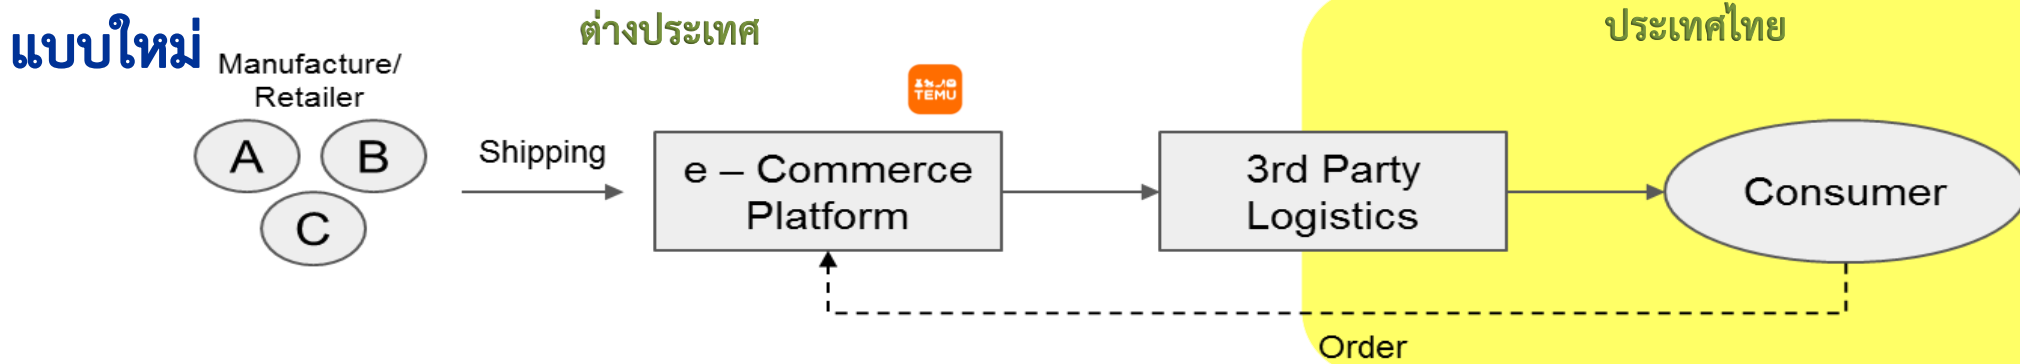 แบบใหม่
ต่างประเทศ
ประเทศไทย
Manufacture/
Retailer
A
B
C
Shipping
TEMU
e – Commerce
Platform
3rd Party
Logistics
Consumer
Order